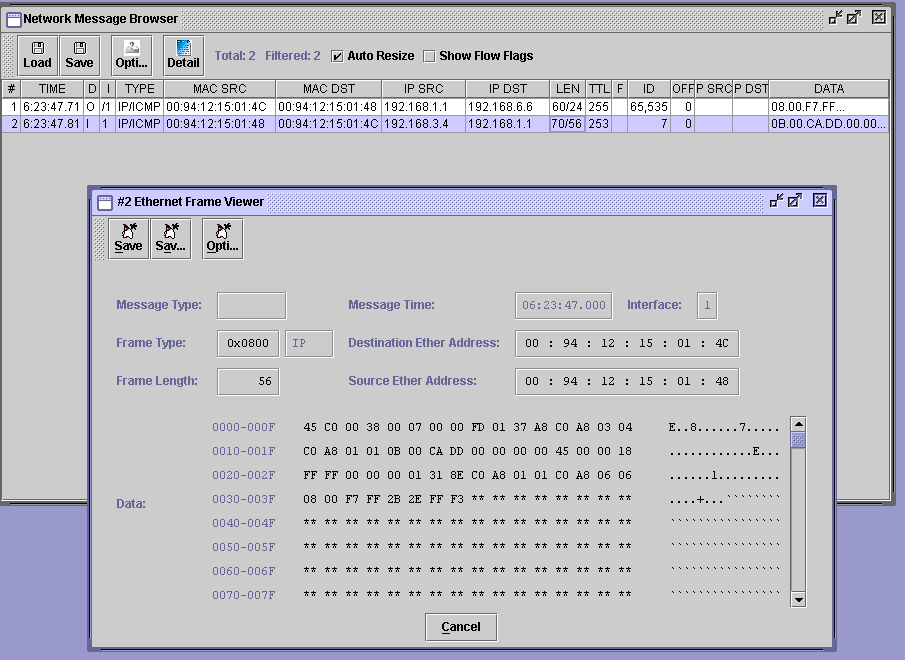 Network Message Browser
Load Save Opti... Detail Total: 2 Filtered: 2 Auto Resize Show Flow Flags
# TIME D I TYPE MAC SRC MAC DST IP SRC IP DST LEN TTL F ID OFF P SRC P DST DATA
1 6:23:47.71 O /1 IP/ICMP 00:94:12:15:01:4C 00:94:12:15:01:48 192.168.1.1 192.168.6.6 60/24 255 65,535 0 08.00.F7.FF...
2 6:23:47.81 I 1 IP/ICMP 00:94:12:15:01:48 00:94:12:15:01:4C 192.168.3.4 192.168.1.1 70/56 253 7 0 0B.00.CA.DD.00.00...
#2 Ethernet Frame Viewer
Save Sav... Opti...
Message Type: Message Time: 06:23:47.000 Interface: 1
Frame Type: 0x0800 IP Destination Ether Address: 00 : 94 : 12 : 15 : 01 : 4C
Frame Length: 56 Source Ether Address: 00 : 94 : 12 : 15 : 01 : 48
0000-000F 45 C0 00 38 00 07 00 00 FD 01 37 A8 C0 A8 03 04 E..8......7.....
0010-001F C0 A8 01 01 0B 00 CA DD 00 00 00 00 45 00 00 18 ............E...
0020-002F FF FF 00 00 00 01 31 8E C0 A8 01 01 C0 A8 06 06 ......1.........
Data: 0030-003F 08 00 F7 FF 2B 2E FF F3 ** ** ** ** ** ** ** ** ....+...````````
0040-004F ** ** ** ** ** ** ** ** ** ** ** ** ** ** ** ** ````````````````
0050-005F ** ** ** ** ** ** ** ** ** ** ** ** ** ** ** ** ````````````````
0060-006F ** ** ** ** ** ** ** ** ** ** ** ** ** ** ** ** ````````````````
0070-007F ** ** ** ** ** ** ** ** ** ** ** ** ** ** ** ** ````````````````
Cancel